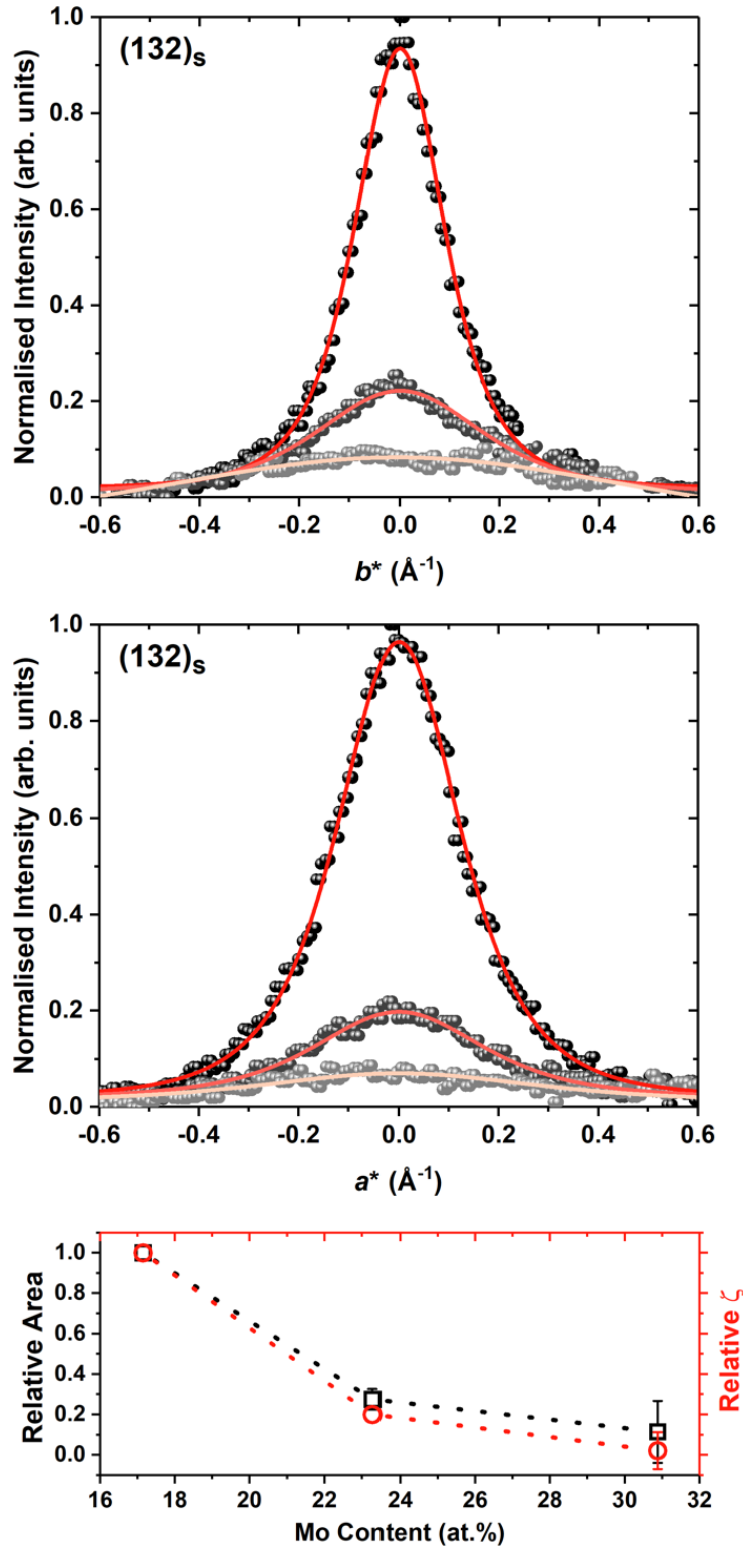 (132)s
Normalised Intensity (arb. units)
1.0
0.8
0.6
0.4
0.2
0.0
-0.6 -0.4 -0.2 0.0 0.2 0.4 0.6
b* (Å-1)
(132)s
Normalised Intensity (arb. units)
1.0
0.8
0.6
0.4
0.2
0.0
-0.6 -0.4 -0.2 0.0 0.2 0.4 0.6
a* (Å-1)
Relative Area
1.0
0.8
0.6
0.4
0.2
0.0
Relative ζ
16 18 20 22 24 26 28 30 32
Mo Content (at.%)